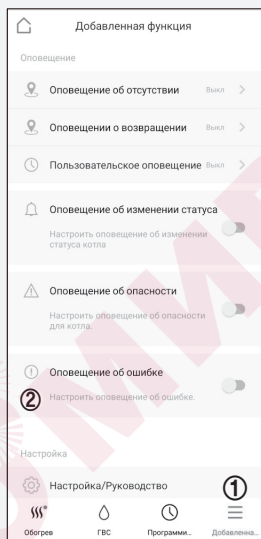 Добавленная функция
Оповещение
Оповещение об отсутствии Выкл
Оповещении о возвращении Выкл
Пользовательское оповещение Выкл
Оповещение об изменении статуса
Настроить оповещение об изменении
статуса котла
Оповещение об опасности
Настроить оповещение об опасности
для котла.
Оповещение об ошибке
② Настроить оповещение об ошибке.
Настройка
Настройка/Руководство
①
Обогрев ГВС Программи... Добавленна...